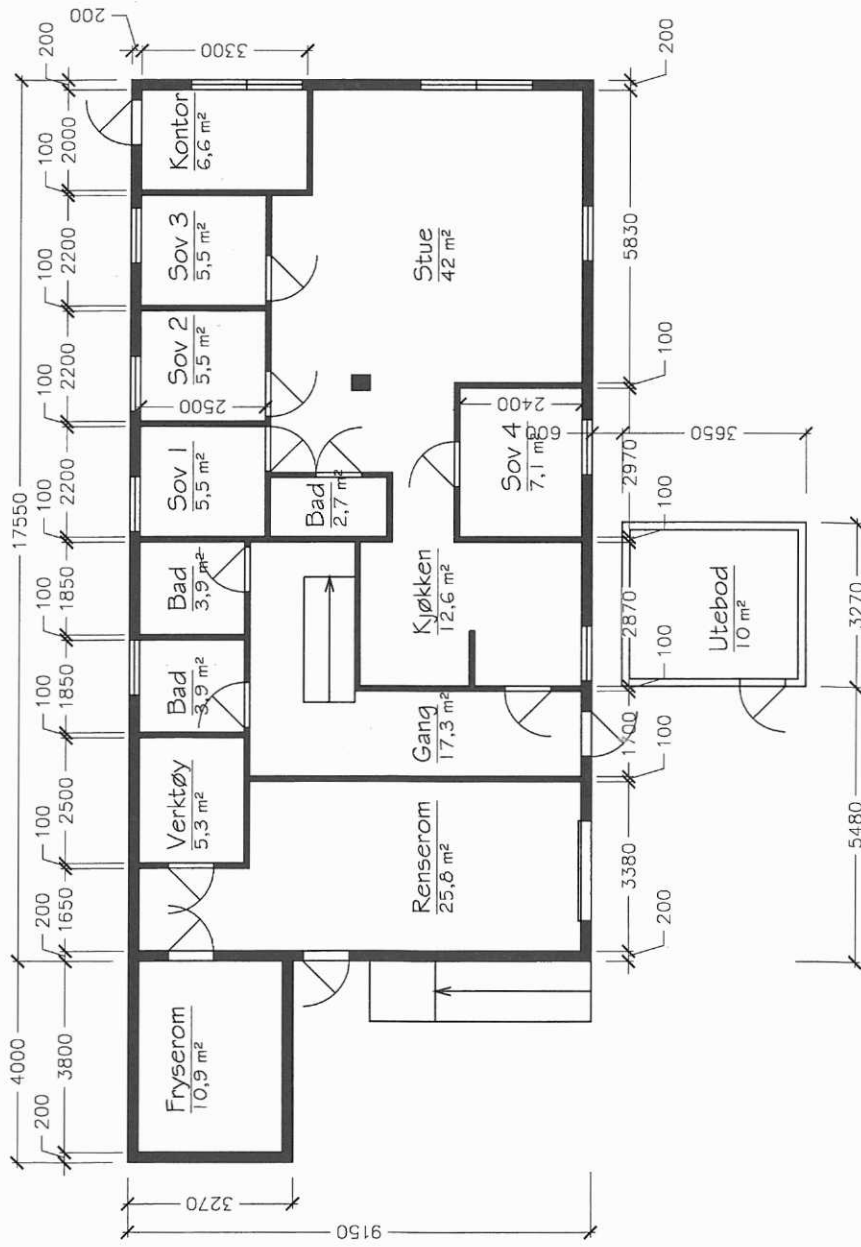 17550
4000
200
3800
200
1650
100
2500
100
1850
100
1850
100
2200
100
2200
100
2200
100
2000
200
200
3300
Fryserom
10,9 m²
Verktøy
5,3 m²
Bad
3,9 m²
Bad
3,9 m²
Sov 1
5,5 m²
Sov 2
5,5 m²
Sov 3
5,5 m²
Kontor
6,6 m²
2500
Bad
2,7 m²
Stue
42 m²
Renserom
25,8 m²
Gang
17,3 m²
Kjøkken
12,6 m²
Sov 4
7,1 m²
2400
600
3650
3270
9150
200
3380
100
1700
100
2870
100
2970
100
5830
200
Utebod
10 m²
5480
3270